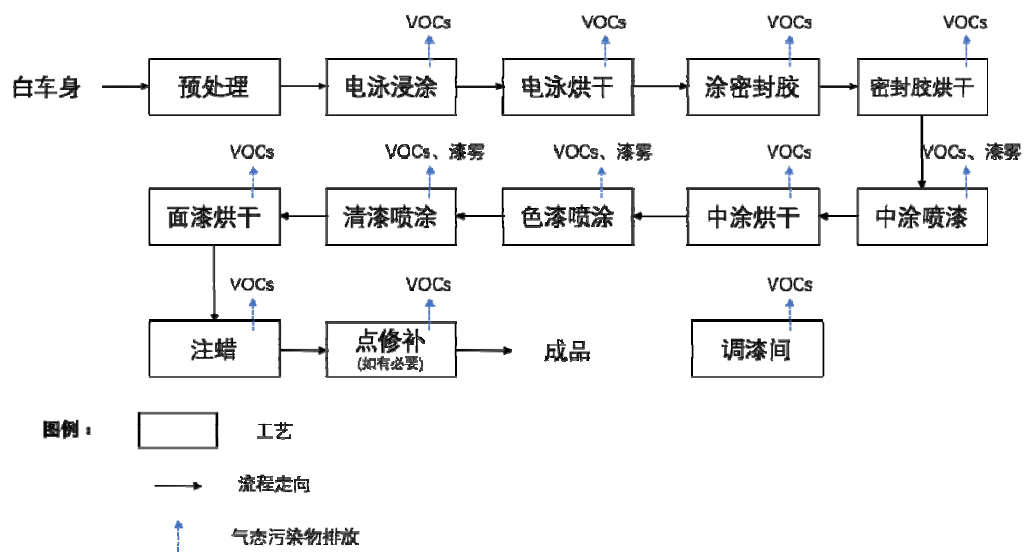 VOCs VOCs VOCs VOCs
白车身 预处理 电泳浸涂 电泳烘干 涂密封胶 密封胶烘干
VOCs VOCs、漆雾 VOCs、漆雾 VOCs VOCs、漆雾
面漆烘干 清漆喷涂 色漆喷涂 中涂烘干 中涂喷漆
VOCs VOCs VOCs
注蜡 点修补 成品 调漆间
(如有必要)
图例： 工艺
流程走向
气态污染物排放